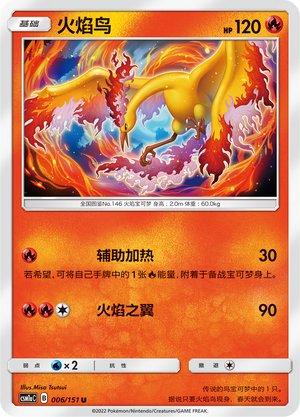 基础
火焰鸟
HP 120
全国图鉴No.146 火焰宝可梦 身高：2.0m 体重：60.0kg
辅助加热 30
若希望，可将自己手牌中的1张能量，附着于备战宝可梦身上。
火焰之翼 90
弱点 ×2 抗性 撤退
Illus.Misa Tsutsui
CSM1aC B 006/151 U
传说的鸟宝可梦中的1只。
据说只要火焰鸟现身，春天就会到来。
©2022 Pokémon/Nintendo/Creatures/GAME FREAK.